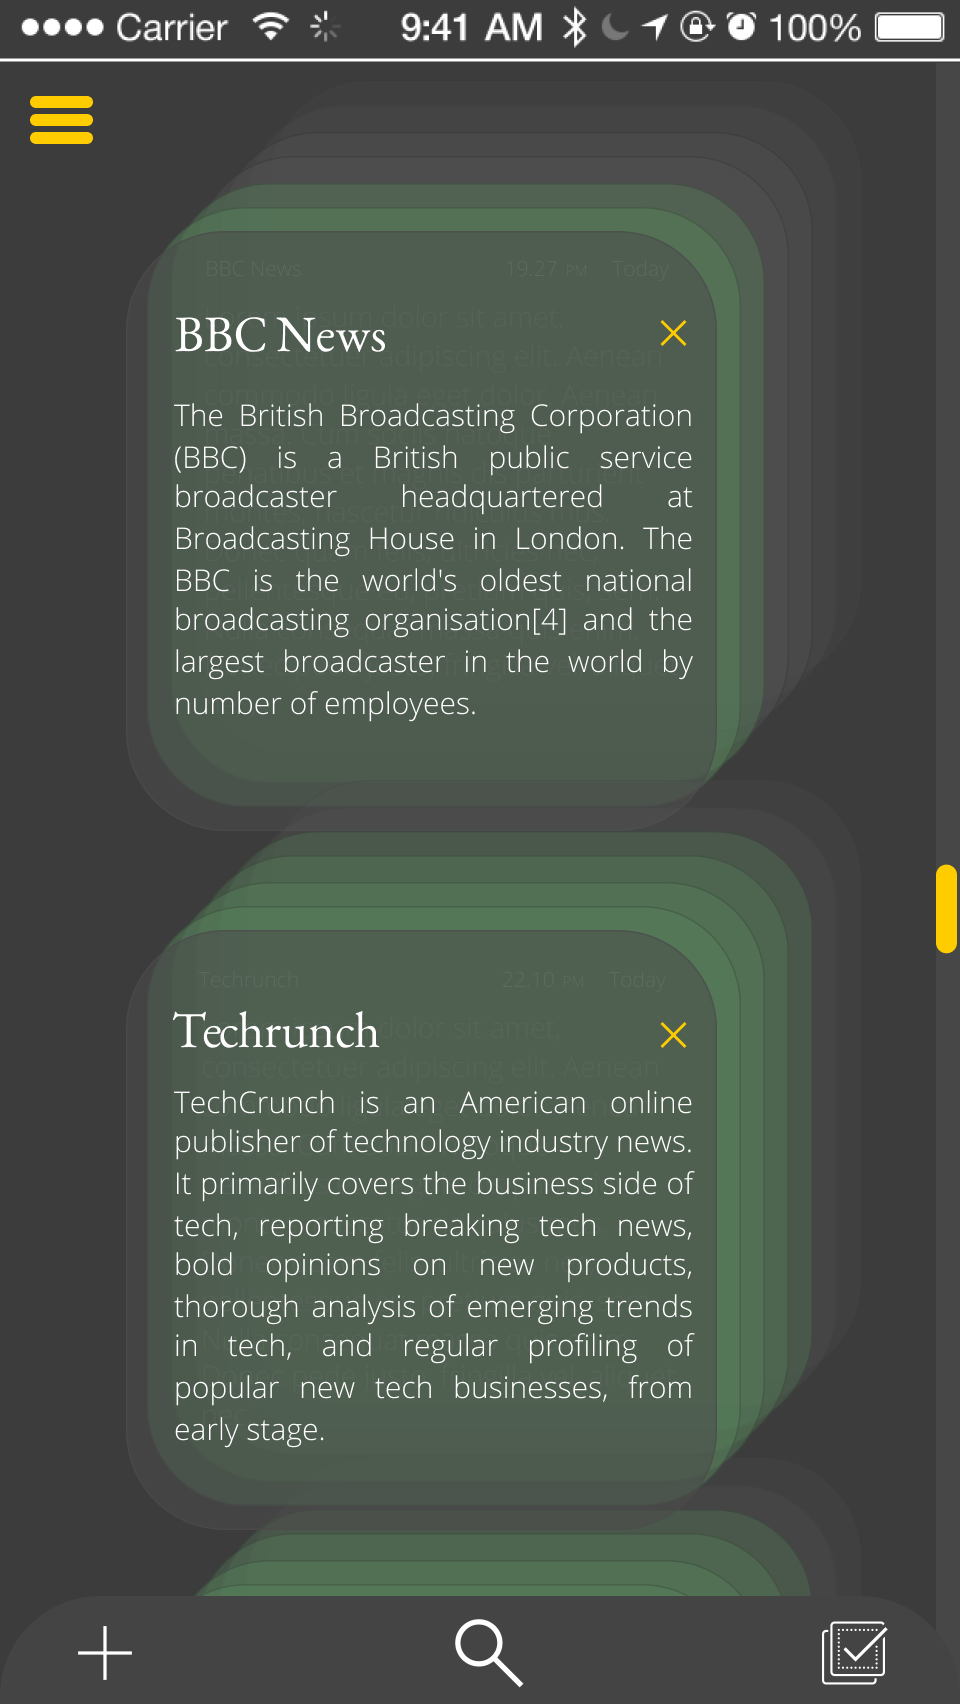 Carrier 9:41 AM 100%
BBC News 19.27 PM Today
BBC News
The British Broadcasting Corporation
(BBC) is a British public service
broadcaster headquartered at
Broadcasting House in London. The
BBC is the world's oldest national
broadcasting organisation[4] and the
largest broadcaster in the world by
number of employees.
Techrunch 22.10 PM Today
Techrunch
TechCrunch is an American online
publisher of technology industry news.
It primarily covers the business side of
tech, reporting breaking tech news,
bold opinions on new products,
thorough analysis of emerging trends
in tech, and regular profiling of
popular new tech businesses, from
early stage.